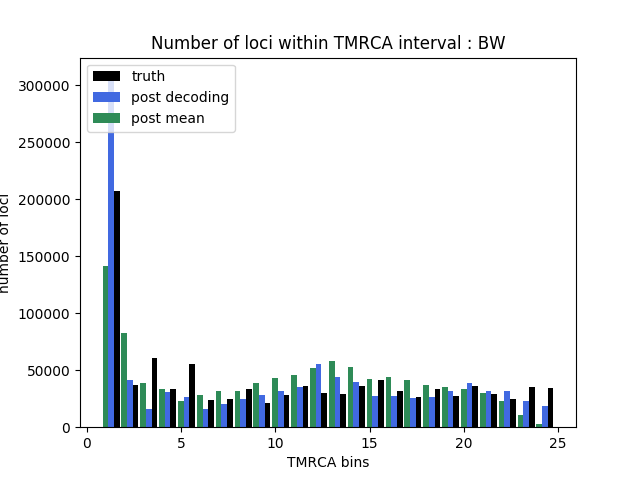 Number of loci within TMRCA interval : BW
truth
post decoding
post mean
number of loci
300000
250000
200000
150000
100000
50000
0
0 5 10 15 20 25
TMRCA bins